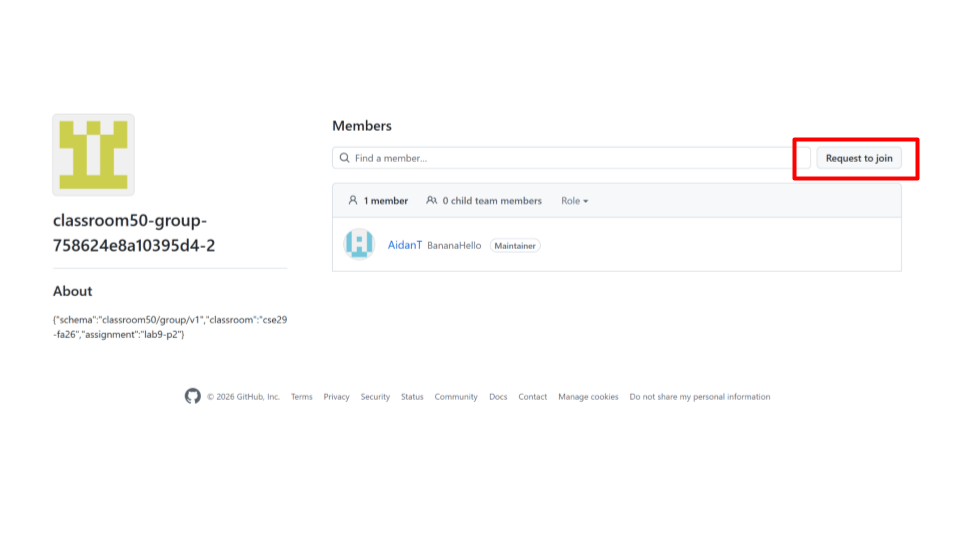 classroom50-group-
758624e8a10395d4-2
About
{"schema":"classroom50/group/v1","classroom":"cse29
-fa26","assignment":"lab9-p2"}
Members
Find a member...
Request to join
1 member 0 child team members Role
AidanT BananaHello Maintainer
© 2026 GitHub, Inc. Terms Privacy Security Status Community Docs Contact Manage cookies Do not share my personal information